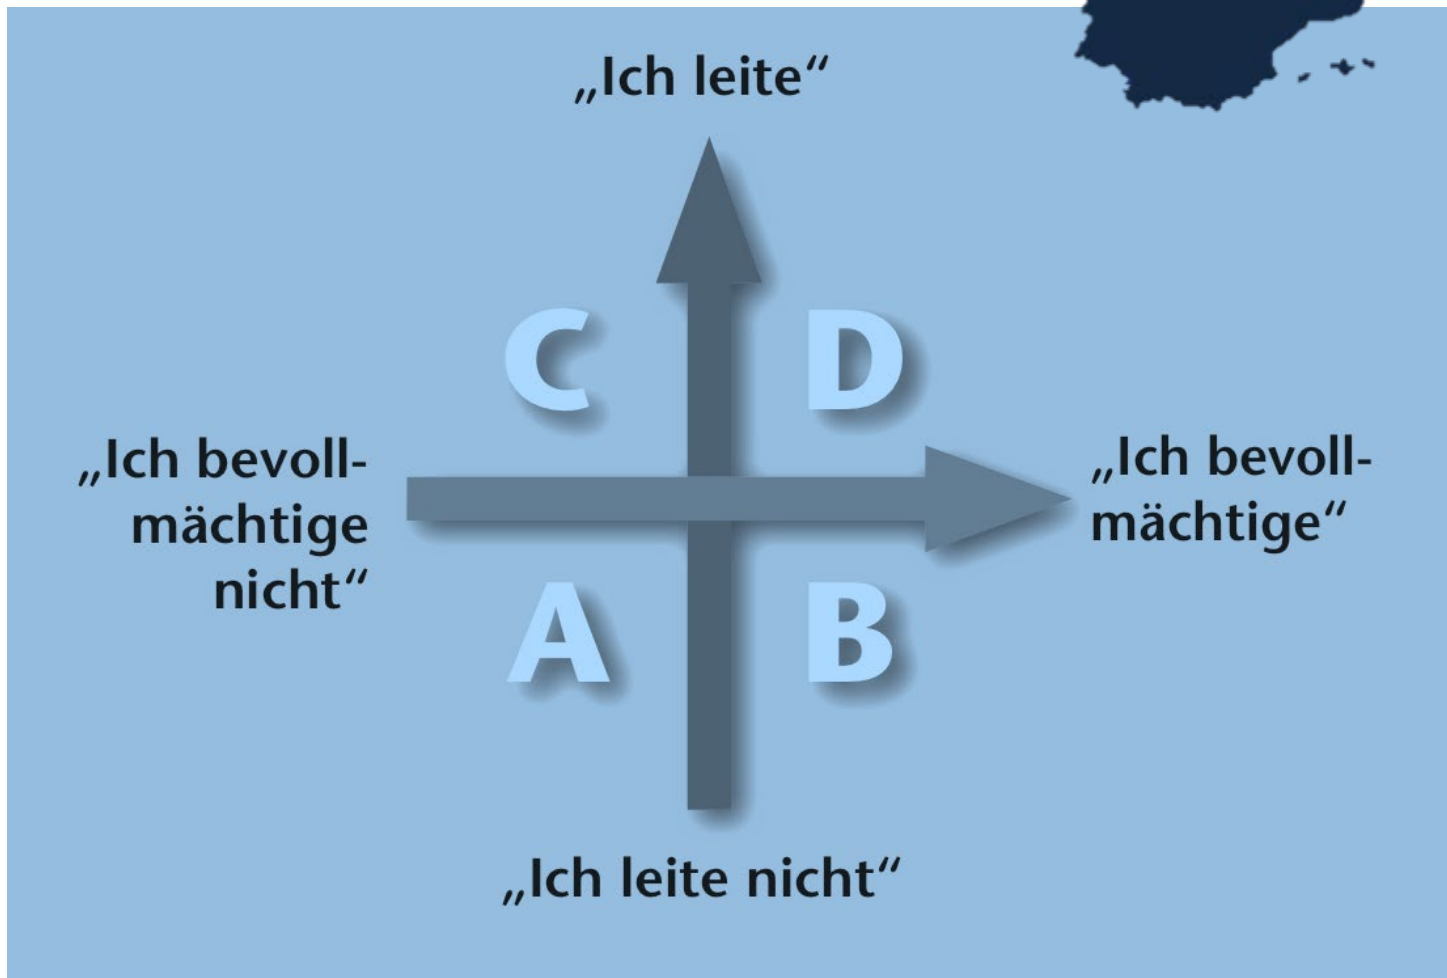 „Ich leite“
C
D
„Ich bevoll-
mächtige
nicht“
„Ich bevoll-
mächtige“
A
B
„Ich leite nicht“